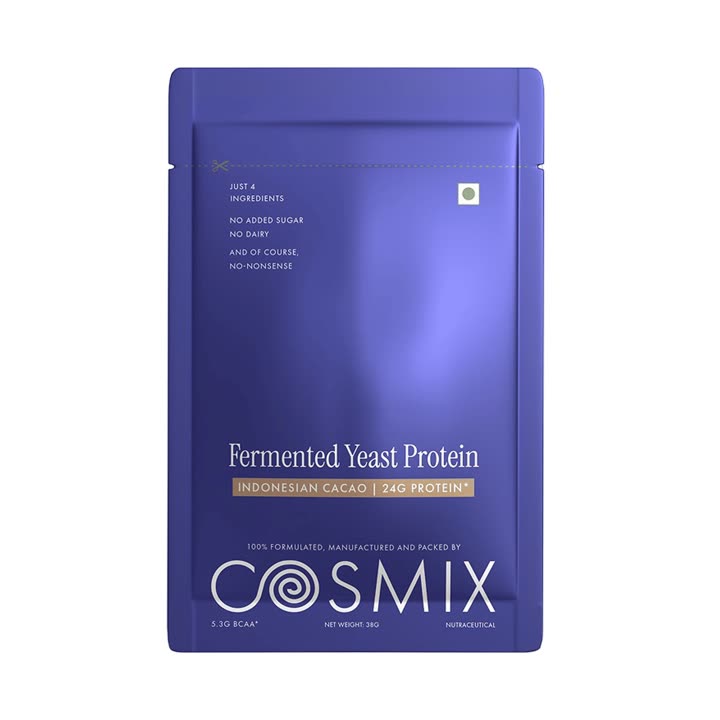 JUST 4
INGREDIENTS
NO ADDED SUGAR
NO DAIRY
AND OF COURSE,
NO-NONSENSE
Fermented Yeast Protein
INDONESIAN CACAO | 24G PROTEIN*
100% FORMULATED, MANUFACTURED AND PACKED BY
COSMIX
5.3G BCAA* NET WEIGHT: 38G NUTRACEUTICAL